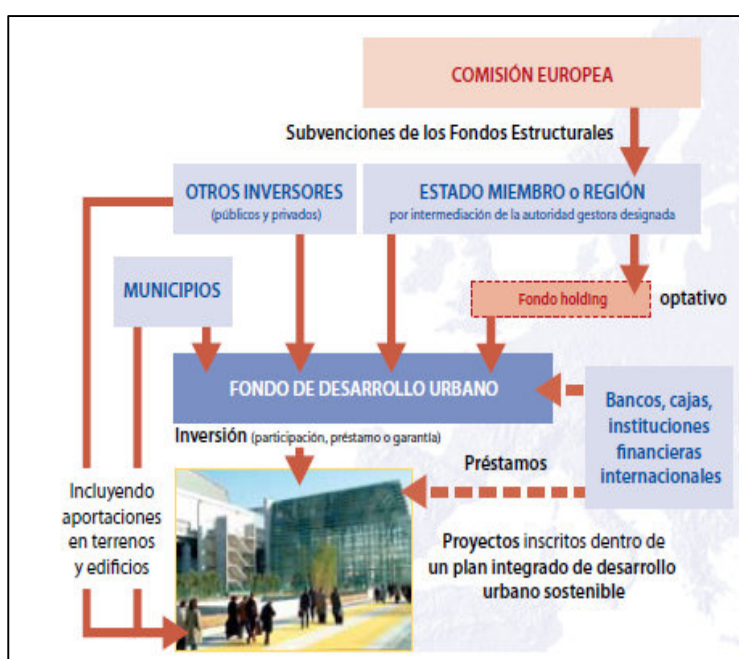 COMISIÓN EUROPEA
Subvenciones de los Fondos Estructurales
OTROS INVERSORES
(públicos y privados)
ESTADO MIEMBRO o REGIÓN
por intermediación de la autoridad gestora designada
MUNICIPIOS
Fondo holding
optativo
FONDO DE DESARROLLO URBANO
Bancos, cajas,
instituciones
financieras
internacionales
Inversión (participación, préstamo o garantía)
Préstamos
Incluyendo
aportaciones
en terrenos
y edificios
Proyectos inscritos dentro de
un plan integrado de desarrollo
urbano sostenible